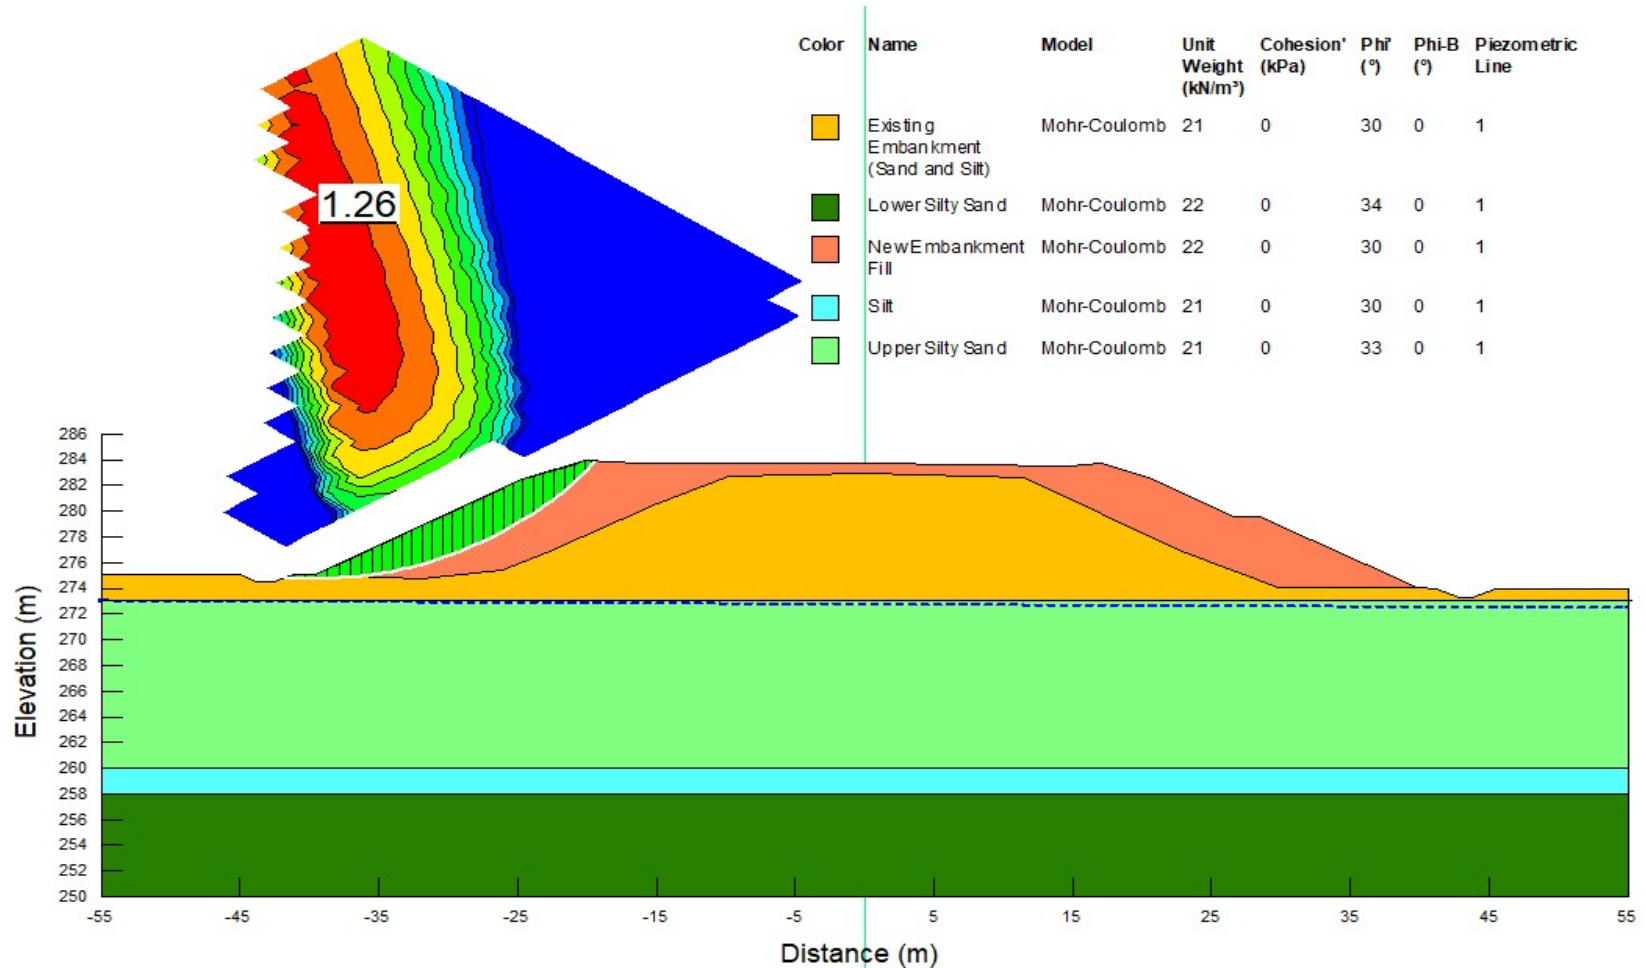 Color Name Model Unit Weight (kN/m³) Cohesion' (kPa) Phi' (°) Phi-B (°) Piezometric Line
Existing Embankment (Sand and Silt) Mohr-Coulomb 21 0 30 0 1
Lower Silty Sand Mohr-Coulomb 22 0 34 0 1
New Embankment Fill Mohr-Coulomb 22 0 30 0 1
Silt Mohr-Coulomb 21 0 30 0 1
Upper Silty Sand Mohr-Coulomb 21 0 33 0 1
1.26
Elevation (m)
286
284
282
280
278
276
274
272
270
268
266
264
262
260
258
256
254
252
250
-55 -45 -35 -25 -15 -5 5 15 25 35 45 55
Distance (m)